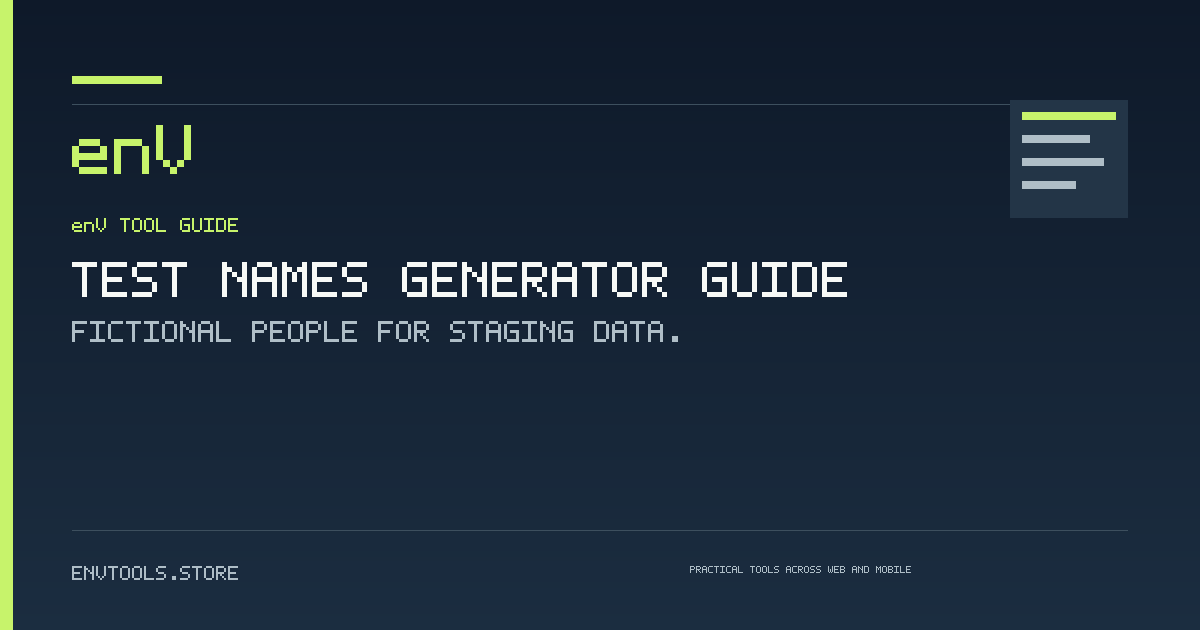 enV
enV TOOL GUIDE
TEST NAMES GENERATOR GUIDE
FICTIONAL PEOPLE FOR STAGING DATA.
ENVTOOLS.STORE
PRACTICAL TOOLS ACROSS WEB AND MOBILE